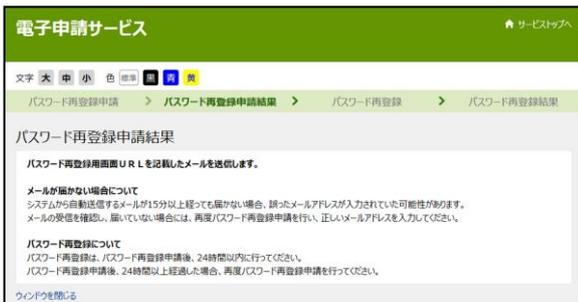 電子申請サービス
サービストップへ
文字 大 中 小 色 標準 黒 青 黄
パスワード再登録申請 > パスワード再登録申請結果 > パスワード再登録 > パスワード再登録結果
パスワード再登録申請結果
パスワード再登録用画面URLを記載したメールを送信します。
メールが届かない場合について
システムから自動送信するメールが15分以上経っても届かない場合、誤ったメールアドレスが入力されていた可能性があります。
メールの受信を確認し、届いていない場合には、再度パスワード再登録申請を行い、正しいメールアドレスを入力してください。
パスワード再登録について
パスワード再登録は、パスワード再登録申請後、24時間以内に行ってください。
パスワード再登録申請後、24時間以上経過した場合、再度パスワード再登録申請を行ってください。
ウィンドウを閉じる